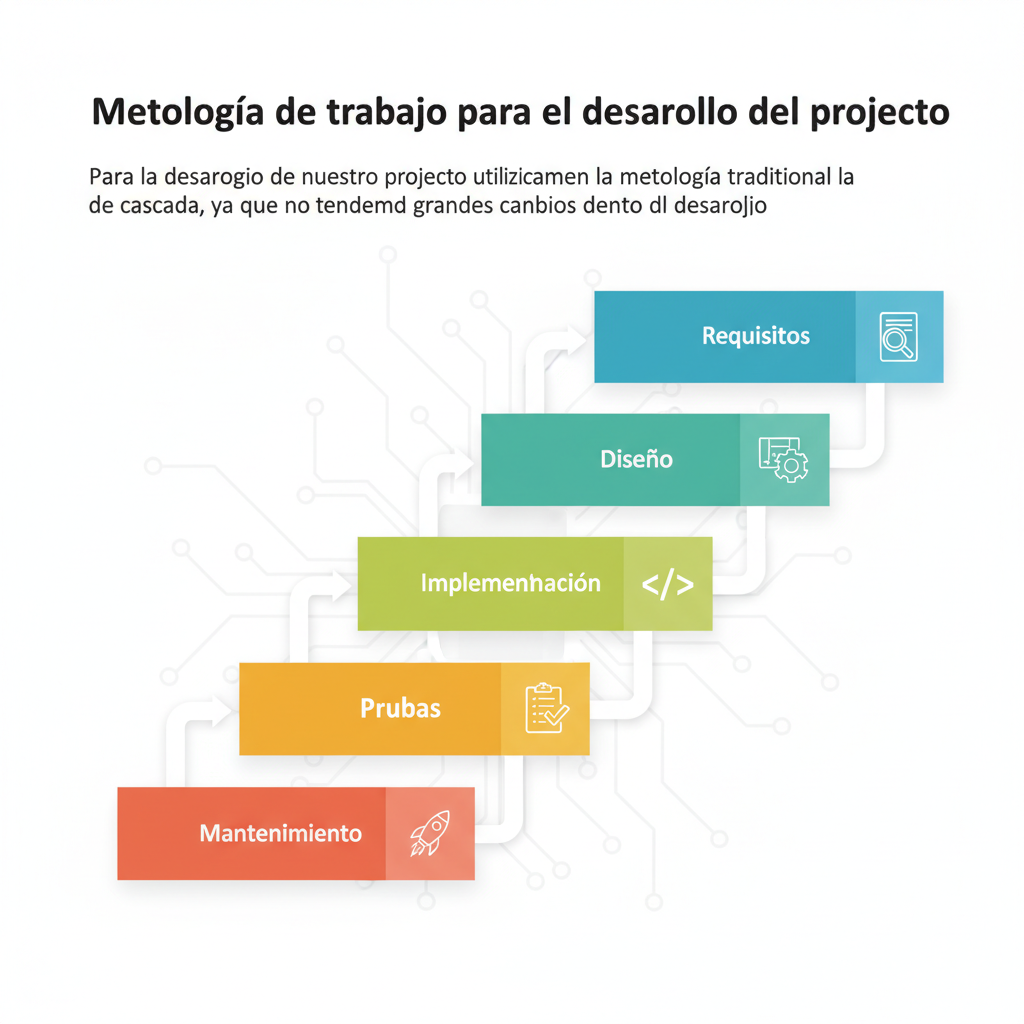 Metología de trabajo para el desarollo del projecto
Para la desarogio de nuestro projecto utilizicamen la metología traditional la
de cascada, ya que no tendemd grandes canbios dento dl desaroljo
Requisitos
Diseño
Implemenhación
</>
Prubas
Mantenimiento